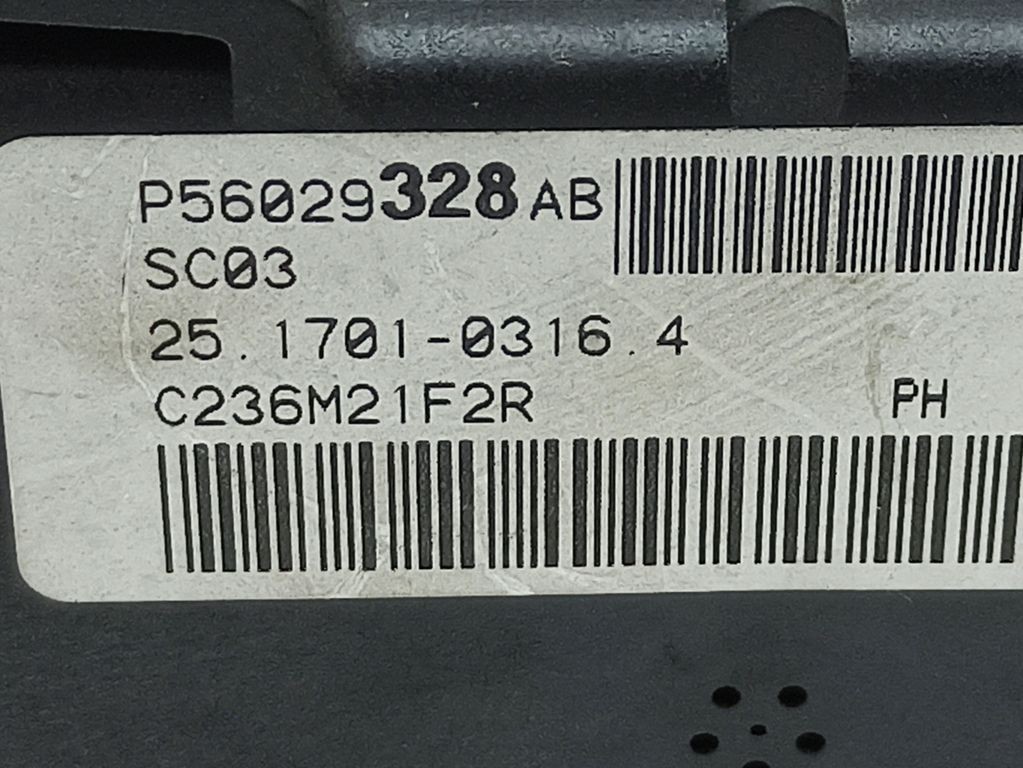 P56029328AB
SC03
25.1701-0316.4
C236M21F2R PH